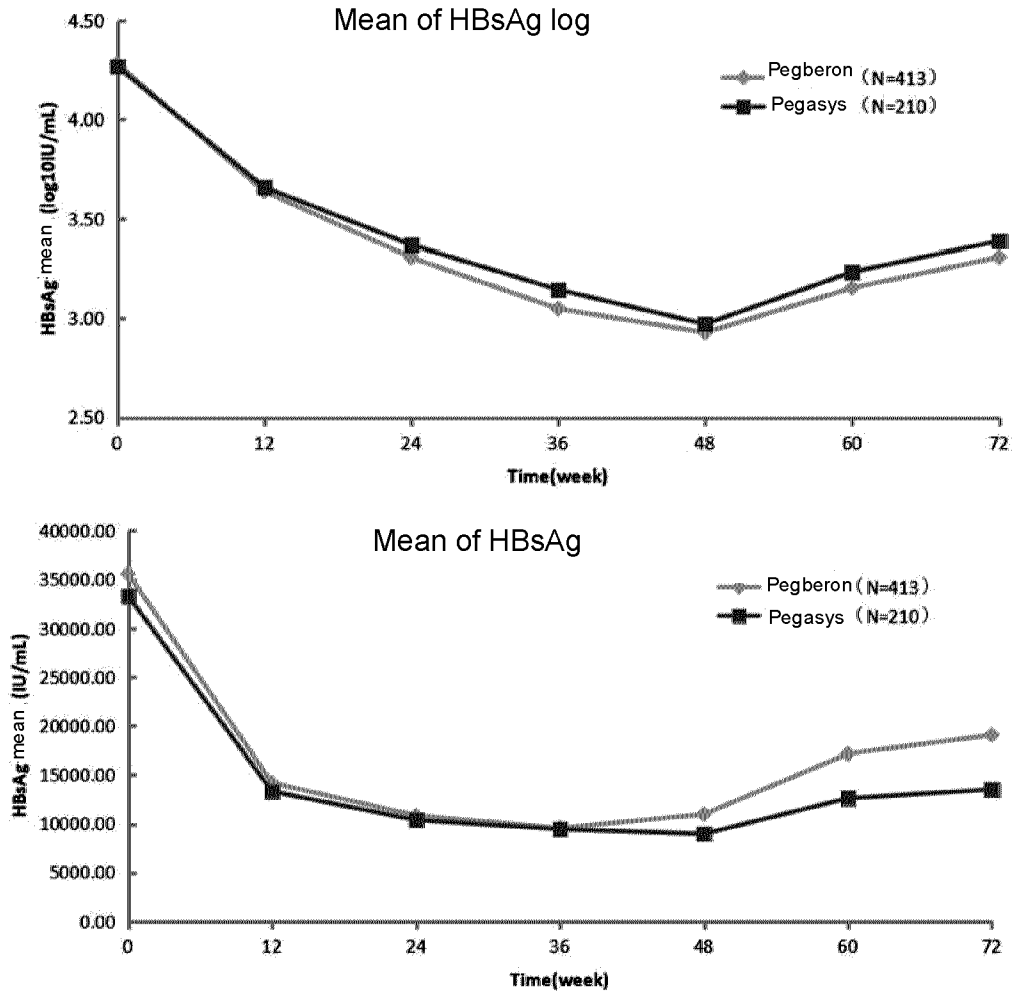 Mean of HBsAg log
4.50
4.00
3.50
3.00
2.50
HBsAg mean (log10IU/mL)
Pegberon (N=413)
Pegasys (N=210)
0 12 24 36 48 60 72
Time(week)
Mean of HBsAg
40000.00
35000.00
30000.00
25000.00
20000.00
15000.00
10000.00
5000.00
0.00
HBsAg mean (IU/mL)
Pegberon (N=413)
Pegasys (N=210)
0 12 24 36 48 60 72
Time(week)